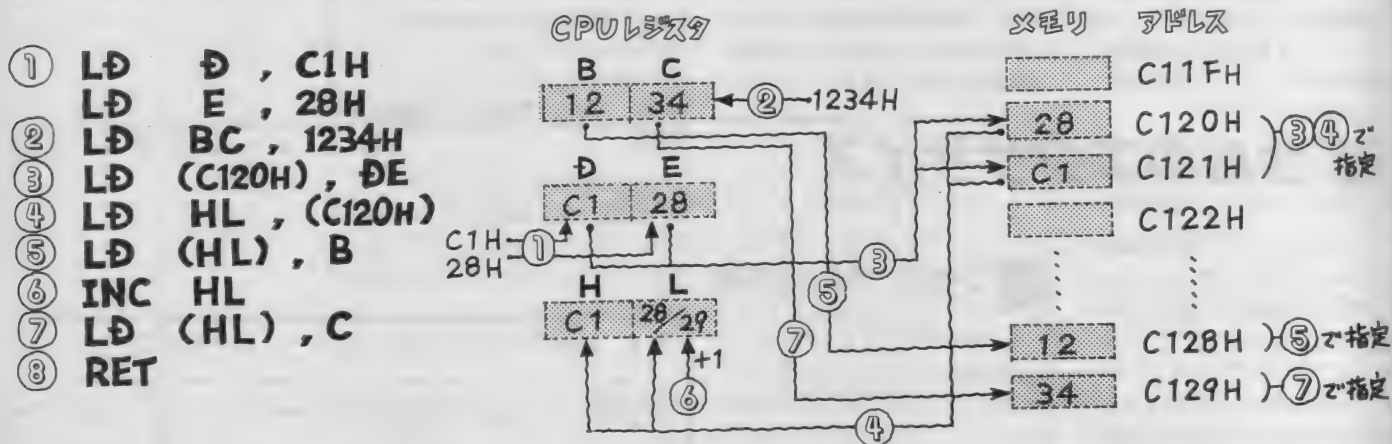 ① LD D , C1H
LD E , 28H
② LD BC , 1234H
③ LD (C120H) , DE
④ LD HL , (C120H)
⑤ LD (HL) , B
⑥ INC HL
⑦ LD (HL) , C
⑧ RET
CPUレジスタ
B C
12 34
② 1234H
D E
C1 28
C1H
28H
①
③
H L
C1 28/29
+1
⑥
⑤
⑦
④
メモリ アドレス
C11FH
28 C120H
C1 C121H
③④で
指定
C122H
12 C128H ⑤で指定
34 C129H ⑦で指定